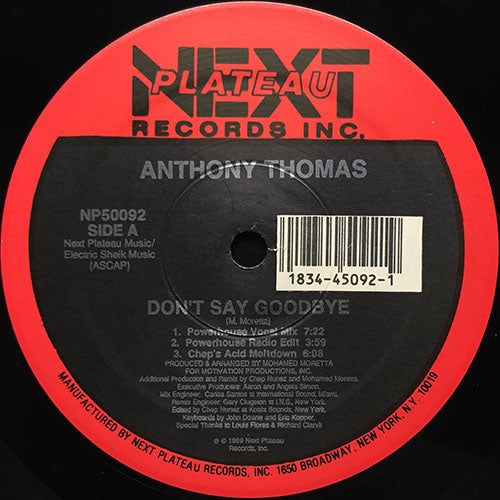 NEXT
PLATEAU
RECORDS INC.
ANTHONY THOMAS
NP50092
SIDE A
Next Plateau Music/
Electric Sheik Music
(ASCAP)
1834-45092-1
DON'T SAY GOODBYE
(M. Moretta)
1. Powerhouse Vocal Mix 7:22
2. Powerhouse Radio Edit 3:59
3. Chep's Acid Meltdown 6:08
PRODUCED & ARRANGED BY MOHAMED MORETTA
FOR MOTIVATION PRODUCTIONS, INC.
Additional Production and Remix by Chep Nunez and Mohamed Moretta.
Executive Producers: Aaron and Angela Simon.
Mix Engineer: Carlos Santos at International Sound, Miami.
Remix Engineer: Gary Clugston at I.N.S., New York.
Edited by Chep Nunez at Koala Sounds, New York.
Keyboards by John Doane and Eric Kupper.
Special Thanks to Louis Flores & Richard
℗ © 1989 Next Plateau
Records, Inc.
MANUFACTURED BY NEXT PLATEAU RECORDS, INC. 1650 BROADWAY, NEW YORK, N.Y. 10019